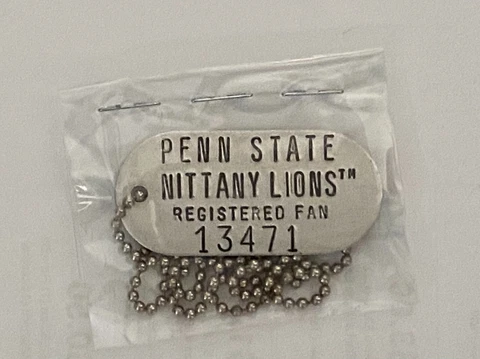 PENN STATE
NITTANY LIONS™
REGISTERED FAN
13471